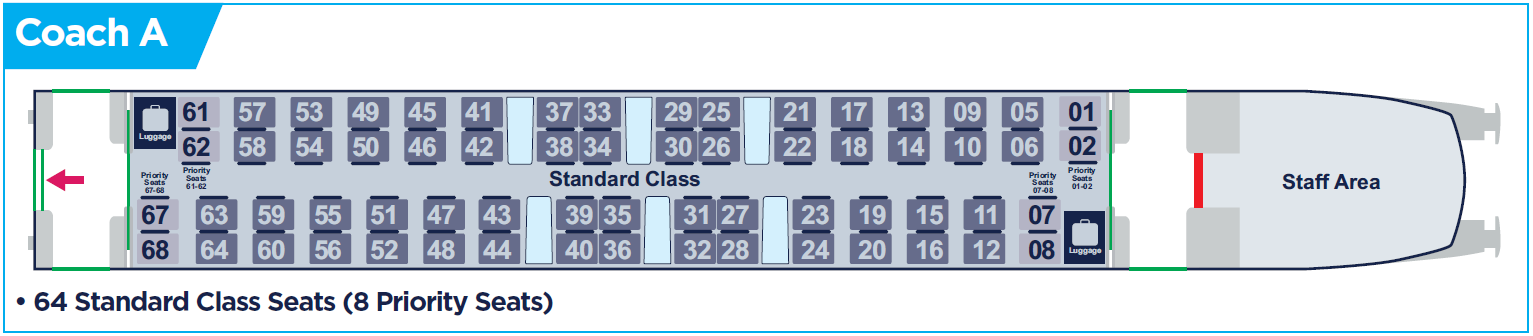 Coach A
Luggage
61 57 53 49 45 41 37 33 29 25 21 17 13 09 05 01
62 58 54 50 46 42 38 34 30 26 22 18 14 10 06 02
Priority
Seats
67-68
Priority
Seats
61-62
Standard Class
Priority
Seats
07-08
Priority
Seats
01-02
Staff Area
67 63 59 55 51 47 43 39 35 31 27 23 19 15 11 07
68 64 60 56 52 48 44 40 36 32 28 24 20 16 12 08
Luggage
• 64 Standard Class Seats (8 Priority Seats)